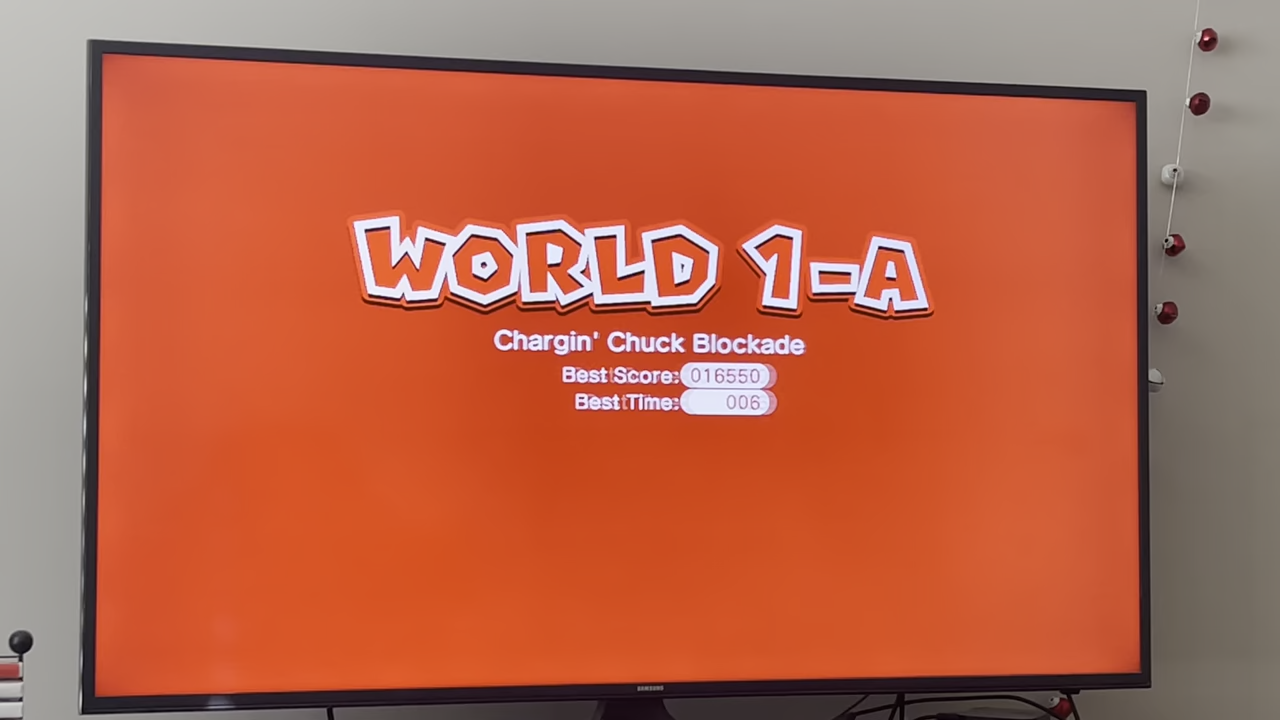 WORLD 1-A
Chargin' Chuck Blockade
Best Score: 016550
Best Time: 006
SAMSUNG